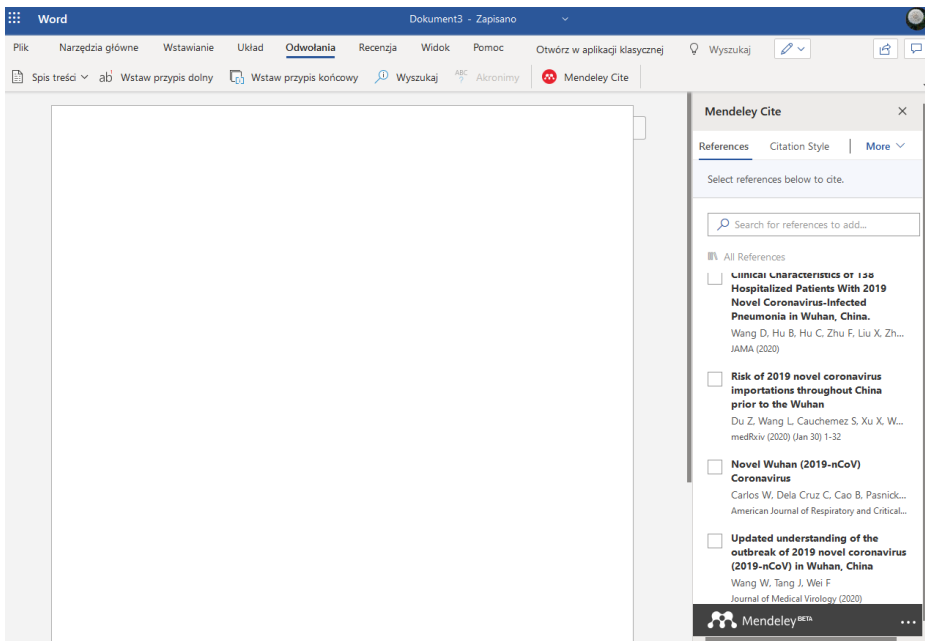 Word
Dokument3 - Zapisano
Plik Narzędzia główne Wstawianie Układ Odwołania Recenzja Widok Pomoc Otwórz w aplikacji klasycznej Wyszukaj
Spis treści ab Wstaw przypis dolny Wstaw przypis końcowy Wyszukaj ABC ? Akronimy Mendeley Cite
Mendeley Cite
References Citation Style More
Select references below to cite.
Search for references to add...
All References
Clinical Characteristics of 138
Hospitalized Patients With 2019
Novel Coronavirus-Infected
Pneumonia in Wuhan, China.
Wang D, Hu B, Hu C, Zhu F, Liu X, Zh...
JAMA (2020)
Risk of 2019 novel coronavirus
importations throughout China
prior to the Wuhan
Du Z, Wang L, Cauchemez S, Xu X, W...
medRxiv (2020) (Jan 30) 1-32
Novel Wuhan (2019-nCoV)
Coronavirus
Carlos W, Dela Cruz C, Cao B, Pasnick...
American Journal of Respiratory and Critical...
Updated understanding of the
outbreak of 2019 novel coronavirus
(2019-nCoV) in Wuhan, China
Wang W, Tang J, Wei F
Journal of Medical Virology (2020)
Mendeley BETA